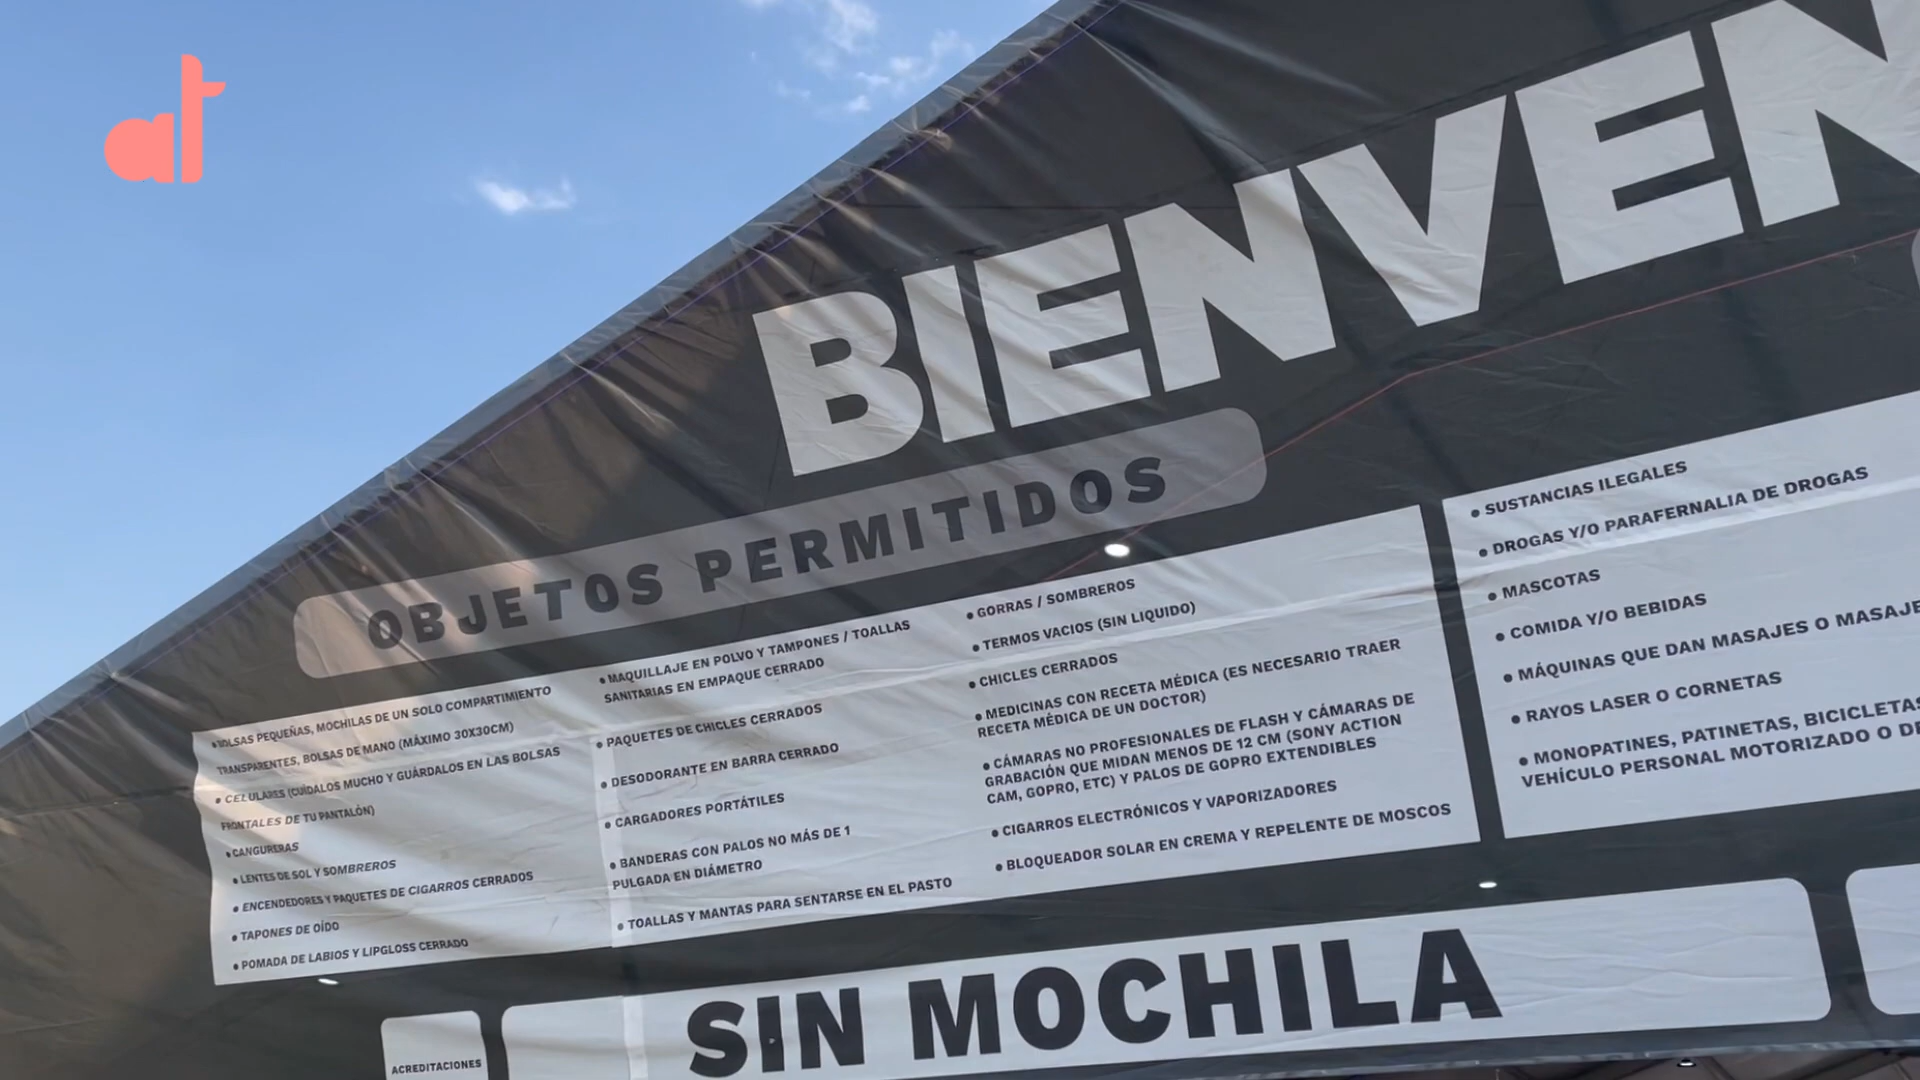 at
BIENVEN
OBJETOS PERMITIDOS
• BOLSAS PEQUEÑAS, MOCHILAS DE UN SOLO COMPARTIMIENTO
TRANSPARENTES, BOLSAS DE MANO (MÁXIMO 30X30CM)
• CELULARES (CUÍDALOS MUCHO Y GUÁRDALOS EN LAS BOLSAS
FRONTALES DE TU PANTALÓN)
• CANGURERAS
• LENTES DE SOL Y SOMBREROS
• ENCENDEDORES Y PAQUETES DE CIGARROS CERRADOS
• TAPONES DE OÍDO
• POMADA DE LABIOS Y LIPGLOSS CERRADO
• MAQUILLAJE EN POLVO Y TAMPONES / TOALLAS
SANITARIAS EN EMPAQUE CERRADO
• PAQUETES DE CHICLES CERRADOS
• DESODORANTE EN BARRA CERRADO
• CARGADORES PORTÁTILES
• BANDERAS CON PALOS NO MÁS DE 1
PULGADA EN DIÁMETRO
• TOALLAS Y MANTAS PARA SENTARSE EN EL PASTO
• GORRAS / SOMBREROS
• TERMOS VACIOS (SIN LIQUIDO)
• CHICLES CERRADOS
• MEDICINAS CON RECETA MÉDICA (ES NECESARIO TRAER
RECETA MÉDICA DE UN DOCTOR)
• CÁMARAS NO PROFESIONALES DE FLASH Y CÁMARAS DE
GRABACIÓN QUE MIDAN MENOS DE 12 CM (SONY ACTION
CAM, GOPRO, ETC) Y PALOS DE GOPRO EXTENDIBLES
• CIGARROS ELECTRÓNICOS Y VAPORIZADORES
• BLOQUEADOR SOLAR EN CREMA Y REPELENTE DE MOSCOS
• SUSTANCIAS ILEGALES
• DROGAS Y/O PARAFERNALIA DE DROGAS
• MASCOTAS
• COMIDA Y/O BEBIDAS
• MÁQUINAS QUE DAN MASAJES O MASAJE
• RAYOS LASER O CORNETAS
• MONOPATINES, PATINETAS, BICICLETAS
VEHÍCULO PERSONAL MOTORIZADO O DE
ACREDITACIONES
SIN MOCHILA